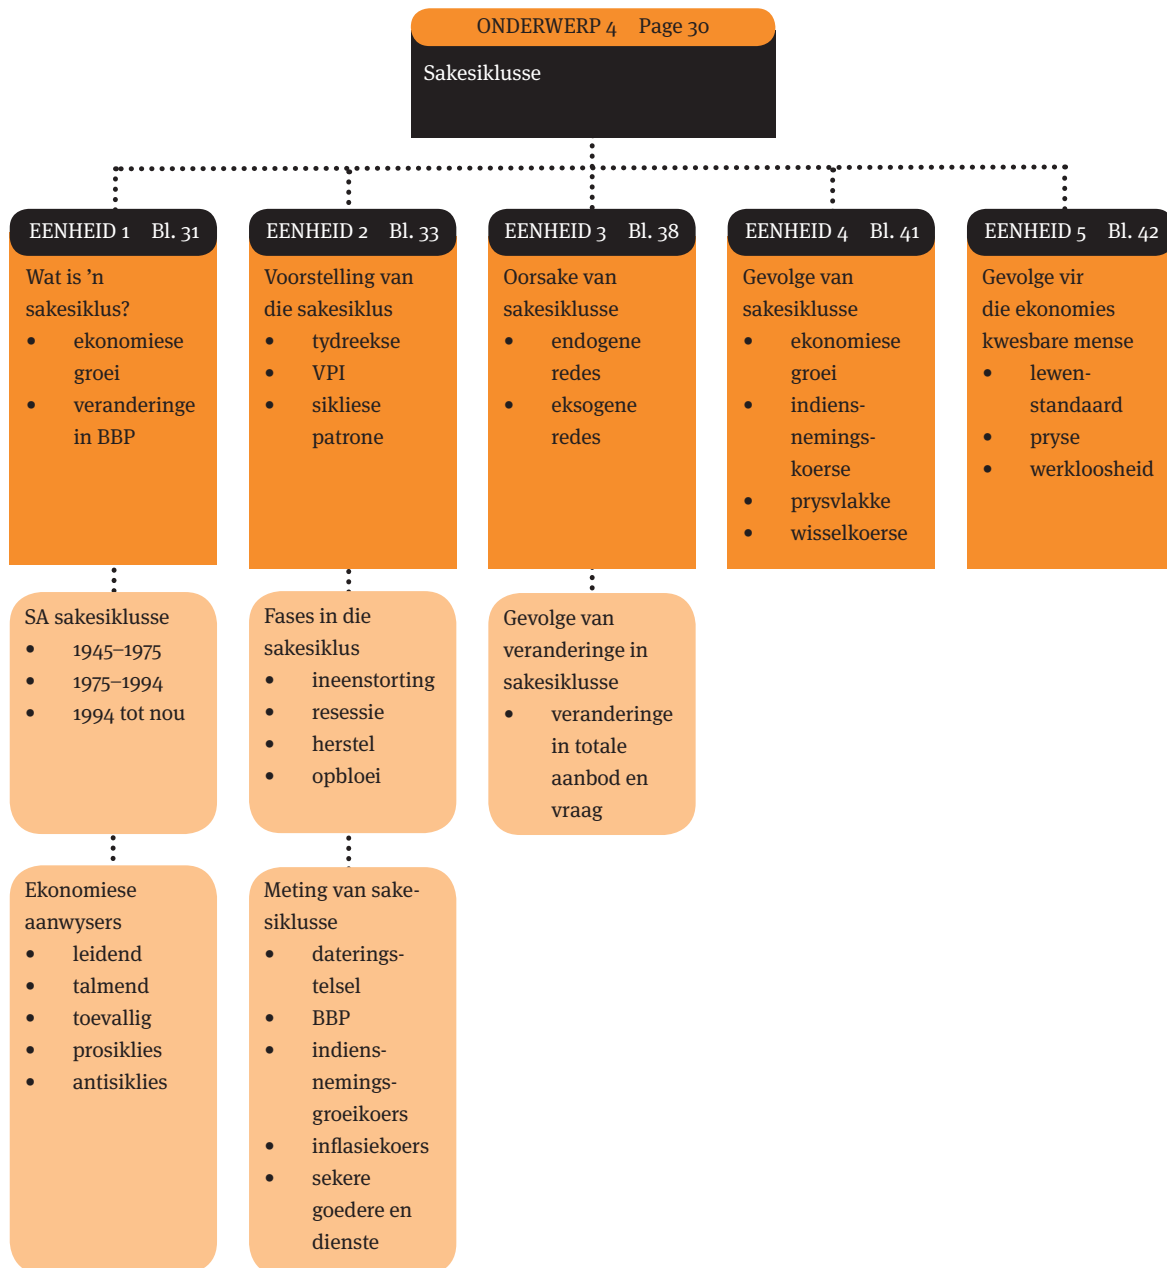 ONDERWERP 4 Page 30
Sakesiklusse
EENHEID 1 Bl. 31
Wat is ’n
sakesiklus?
• ekonomiese
groei
• veranderinge
in BBP
SA sakesiklusse
• 1945–1975
• 1975–1994
• 1994 tot nou
Ekonomiese
aanwysers
• leidend
• talmend
• toevallig
• prosiklies
• antisiklies
EENHEID 2 Bl. 33
Voorstelling van
die sakesiklus
• tydreekse
• VPI
• sikliese
patrone
Fases in die
sakesiklus
• ineenstorting
• resessie
• herstel
• opbloei
Meting van sake-
siklusse
• daterings-
telsel
• BBP
• indiens-
nemings-
groeikoers
• inflasiekoers
• sekere
goedere en
dienste
EENHEID 3 Bl. 38
Oorsake van
sakesiklusse
• endogene
redes
• eksogene
redes
Gevolge van
veranderinge in
sakesiklusse
• veranderinge
in totale
aanbod en
vraag
EENHEID 4 Bl. 41
Gevolge van
sakesiklusse
• ekonomiese
groei
• indiens-
nemings-
koerse
• prysvlakke
• wisselkoerse
EENHEID 5 Bl. 42
Gevolge vir
die ekonomies
kwesbare mense
• lewen-
standaard
• pryse
• werkloosheid